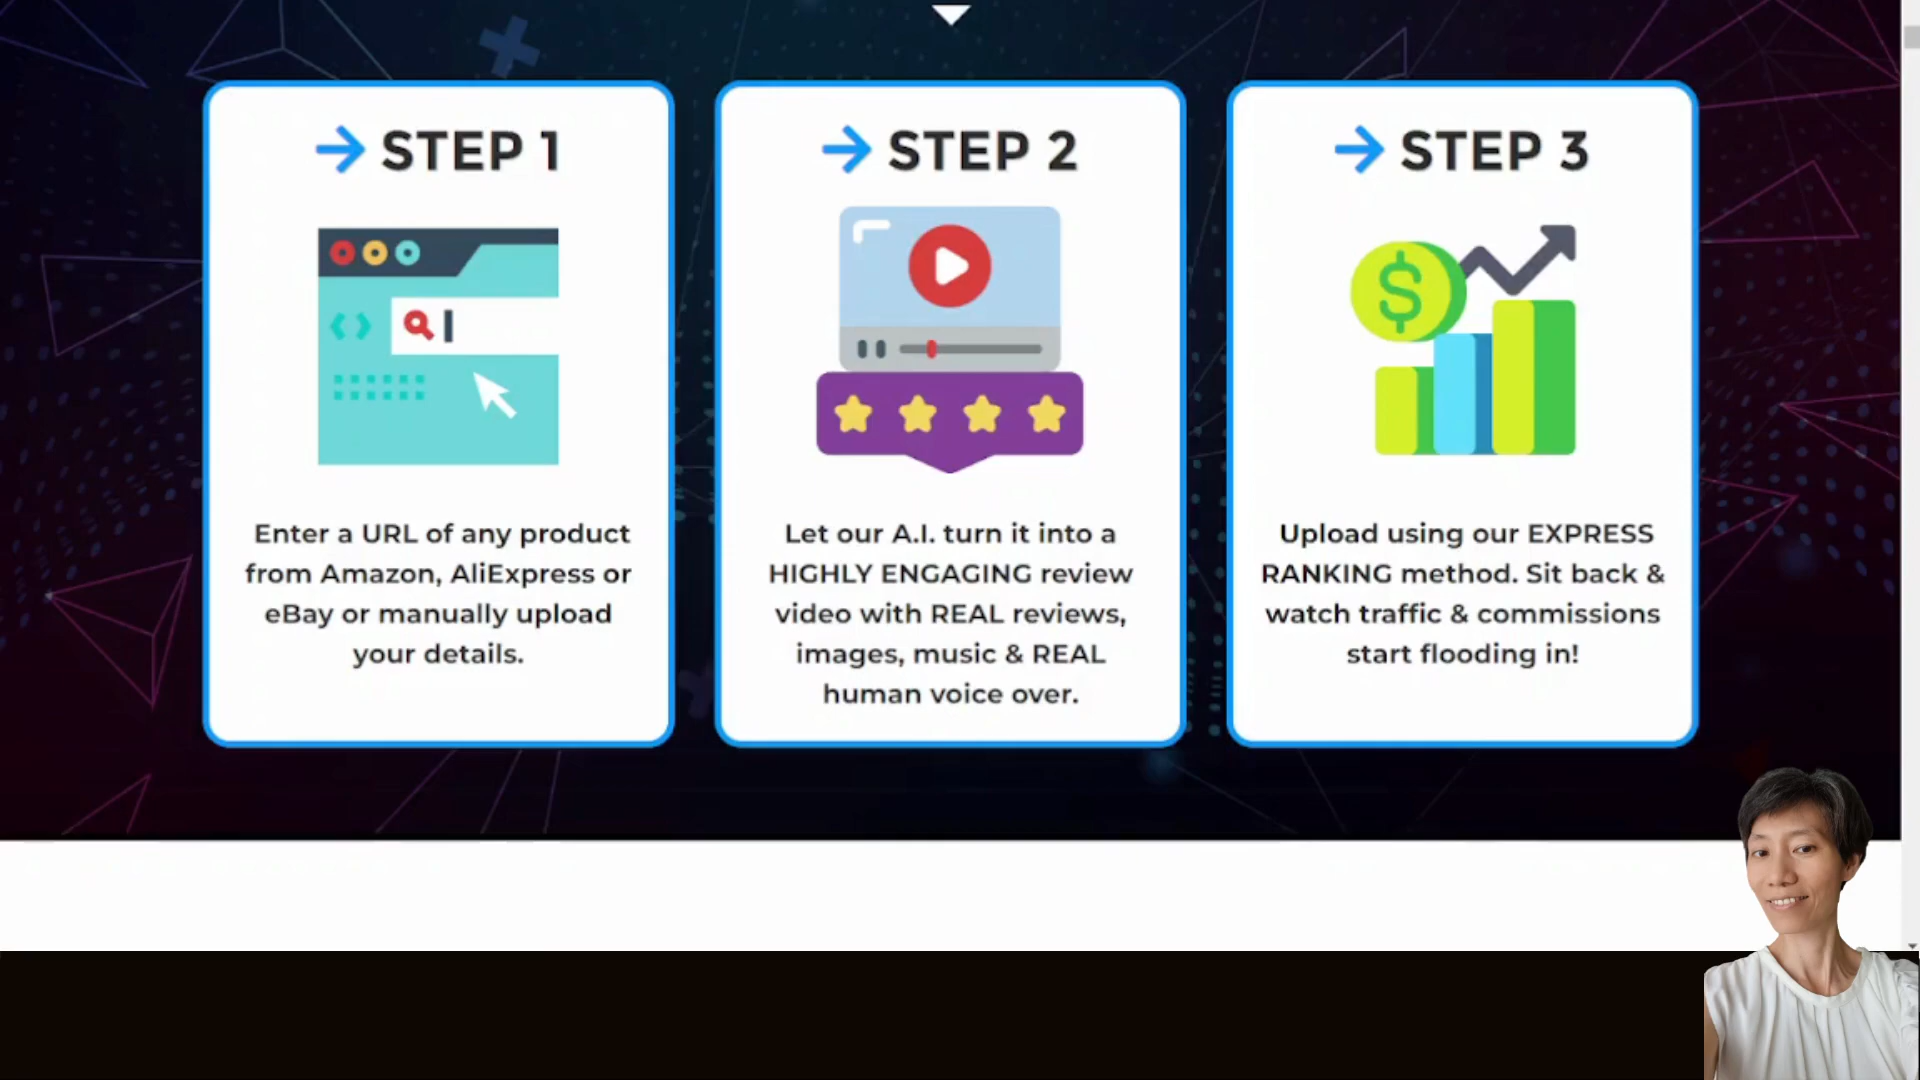 STEP 1
Enter a URL of any product
from Amazon, AliExpress or
eBay or manually upload
your details.
STEP 2
Let our A.I. turn it into a
HIGHLY ENGAGING review
video with REAL reviews,
images, music & REAL
human voice over.
STEP 3
Upload using our EXPRESS
RANKING method. Sit back &
watch traffic & commissions
start flooding in!